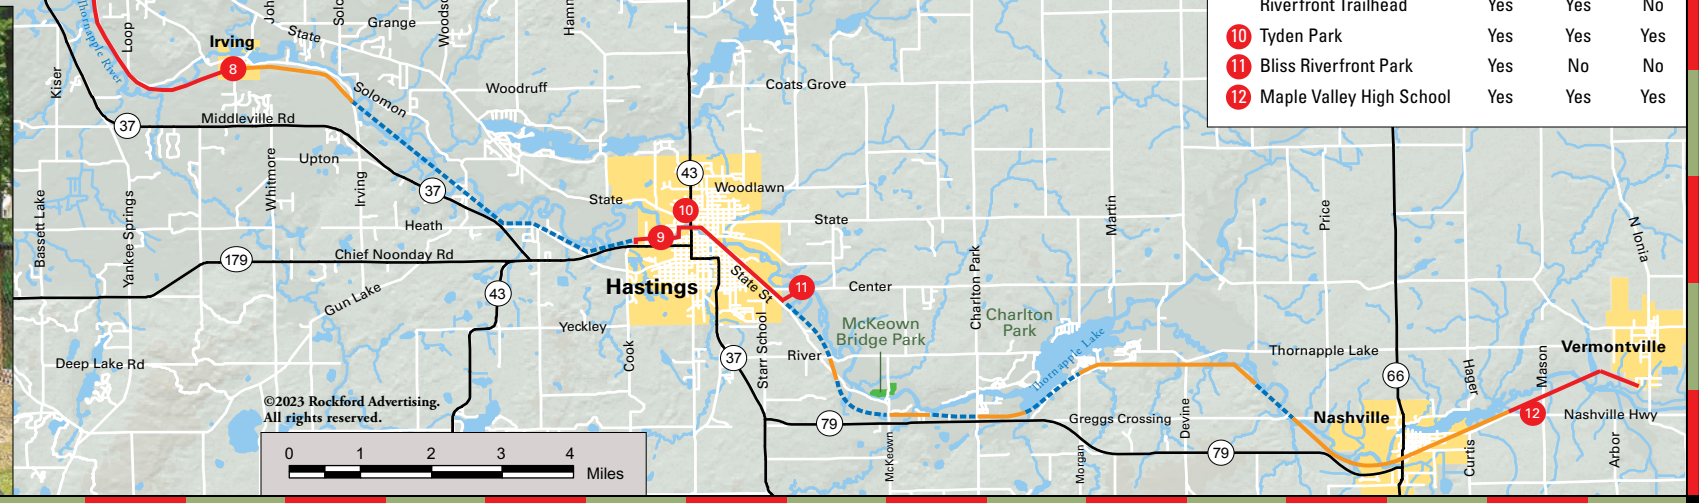 Riverfront Trailhead Yes Yes No
10 Tyden Park Yes Yes Yes
11 Bliss Riverfront Park Yes No No
12 Maple Valley High School Yes Yes Yes
Thornapple River
Loop
Irving
8
State
Grange
Kiser
Solomon
Woodruff
Coats Grove
37
Middleville Rd
Upton
Whitmore
Irving
37
43
Woodlawn
State
10
State
Bassett Lake
Yankee Springs
Heath
9
Martin
Price
N Ionia
179
Chief Noonday Rd
Gun Lake
43
Hastings
State St
11
Center
Charlton Park
McKeown
Bridge Park
Charlton
Park
Yeckley
Cook
Starr School
37
River
Thornapple Lake
Thornapple Lake
66
Hager
Mason
Vermontville
Deep Lake Rd
©2023 Rockford Advertising.
All rights reserved.
79
McKeown
Greggs Crossing
Morgan
Devine
79
Nashville
12
Nashville Hwy
Curtis
Arbor
0 1 2 3 4
Miles